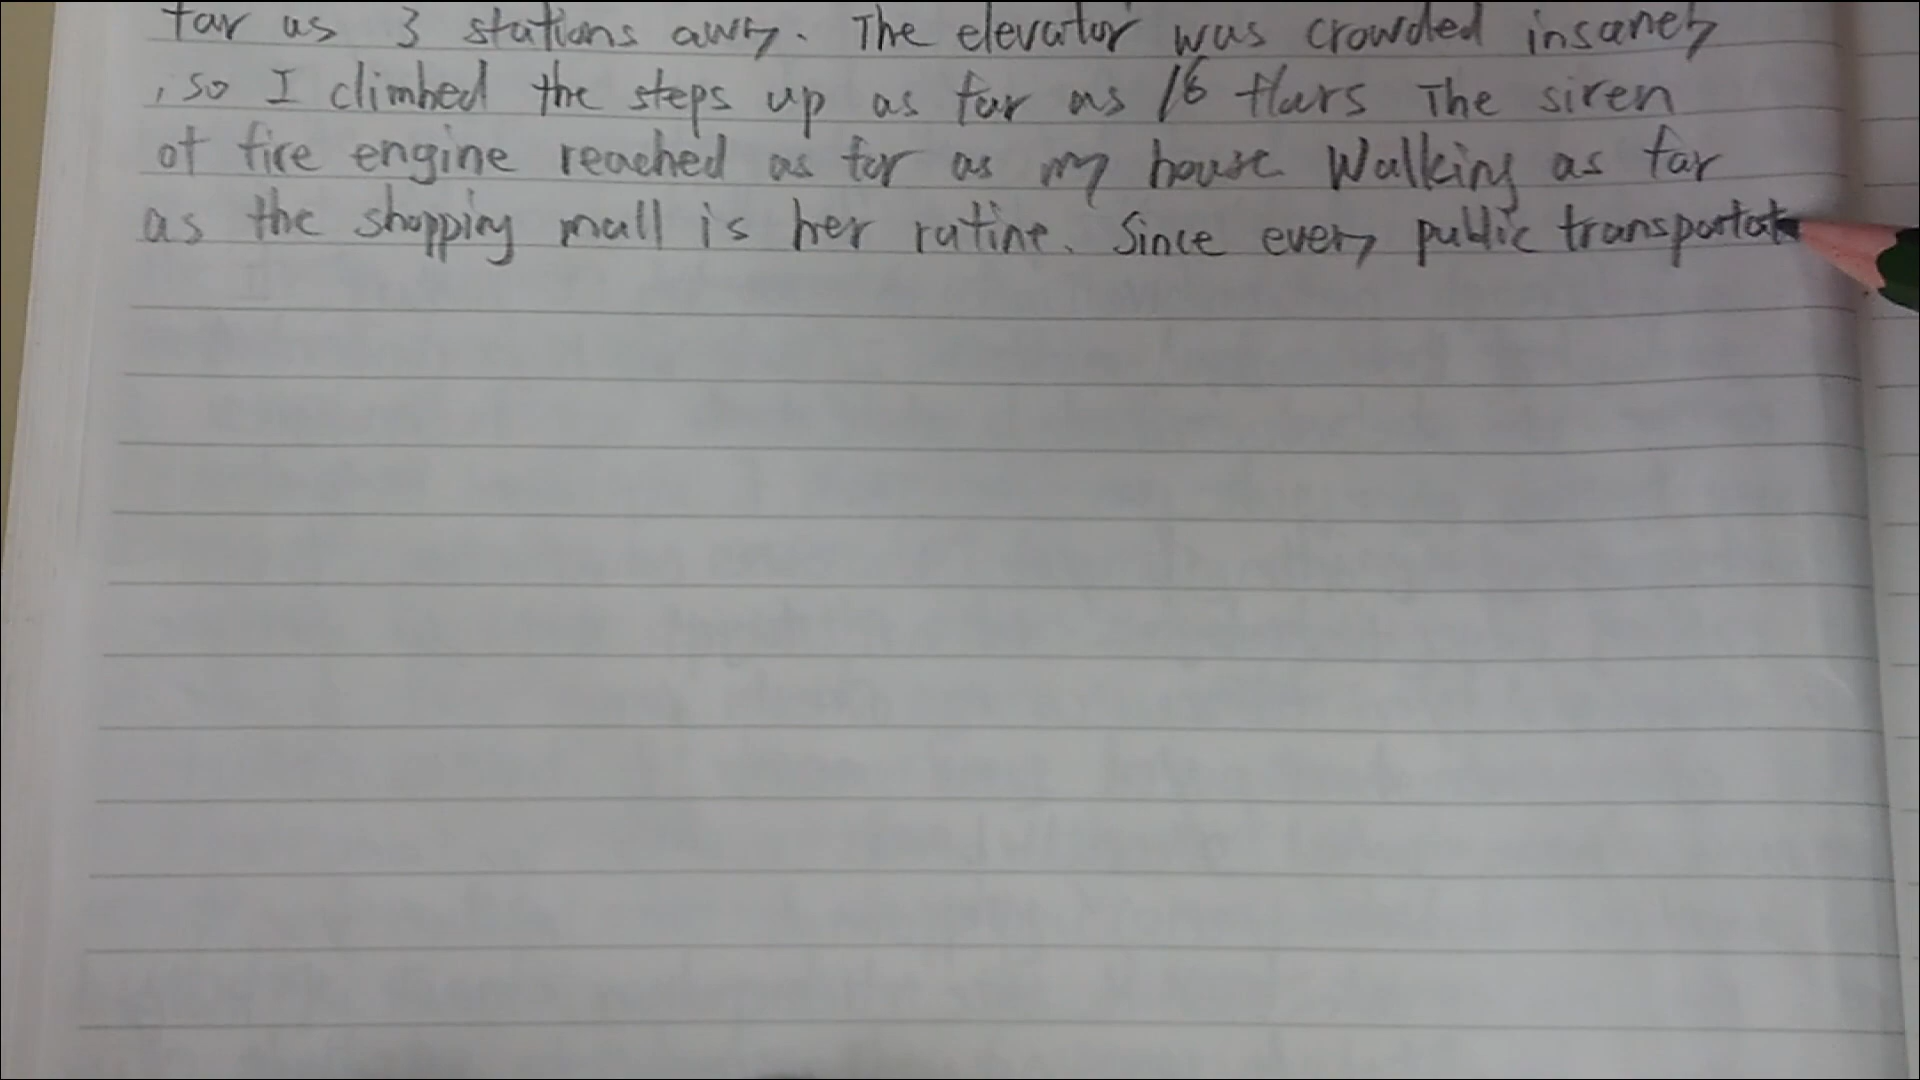 far as 3 stations away. The elevator was crowded insanely
, so I climbed the steps up as far as 16 flours The siren
of fire engine reached as far as my house Walking as far
as the shopping mall is her rutine. Since every public transportat